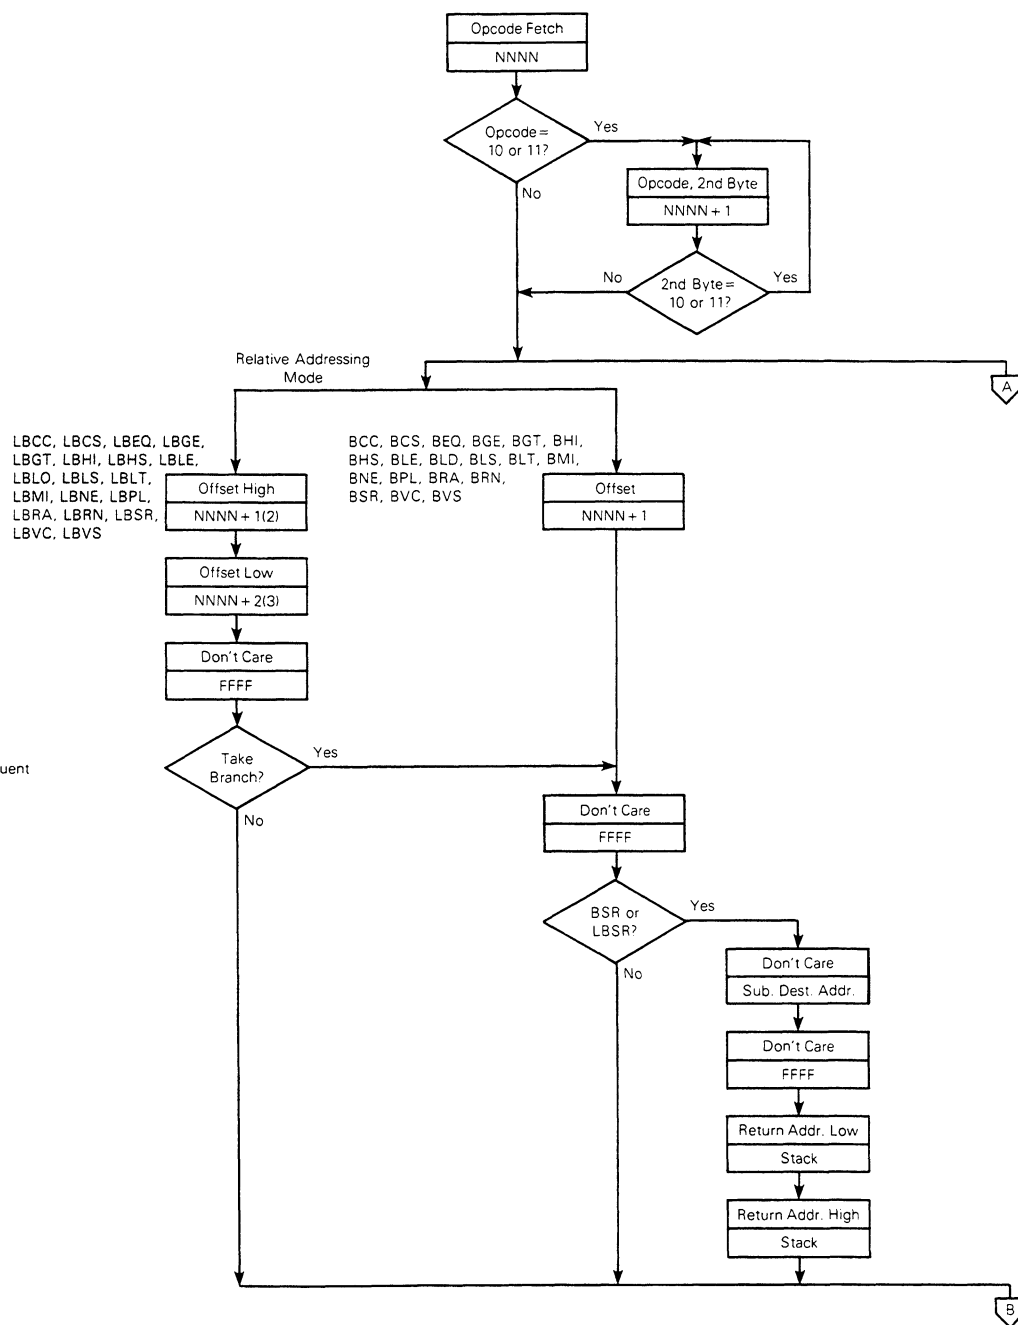 Opcode Fetch
NNNN
Opcode =
10 or 11?
Yes
No
Opcode, 2nd Byte
NNNN + 1
2nd Byte =
10 or 11?
No
Yes
A
Relative Addressing
Mode
LBCC, LBCS, LBEQ, LBGE,
LBGT, LBHI, LBHS, LBLE,
LBLO, LBLS, LBLT,
LBMI, LBNE, LBPL,
LBRA, LBRN, LBSR,
LBVC, LBVS
BCC, BCS, BEQ, BGE, BGT, BHI,
BHS, BLE, BLD, BLS, BLT, BMI,
BNE, BPL, BRA, BRN,
BSR, BVC, BVS
Offset High
NNNN + 1(2)
Offset
NNNN + 1
Offset Low
NNNN + 2(3)
Don't Care
FFFF
Take
Branch?
Yes
No
uent
Don't Care
FFFF
BSR or
LBSR?
Yes
No
Don't Care
Sub. Dest. Addr.
Don't Care
FFFF
Return Addr. Low
Stack
Return Addr. High
Stack
B